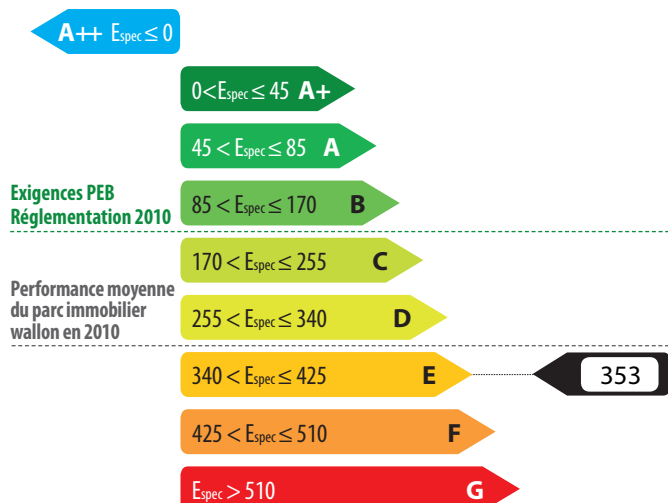 A++ Espec ≤ 0
0<Espec ≤ 45 A+
45 < Espec ≤ 85 A
Exigences PEB
Réglementation 2010
85 < Espec ≤ 170 B
170 < Espec ≤ 255 C
Performance moyenne
du parc immobilier
wallon en 2010
255 < Espec ≤ 340 D
340 < Espec ≤ 425 E
353
425 < Espec ≤ 510 F
Espec > 510 G